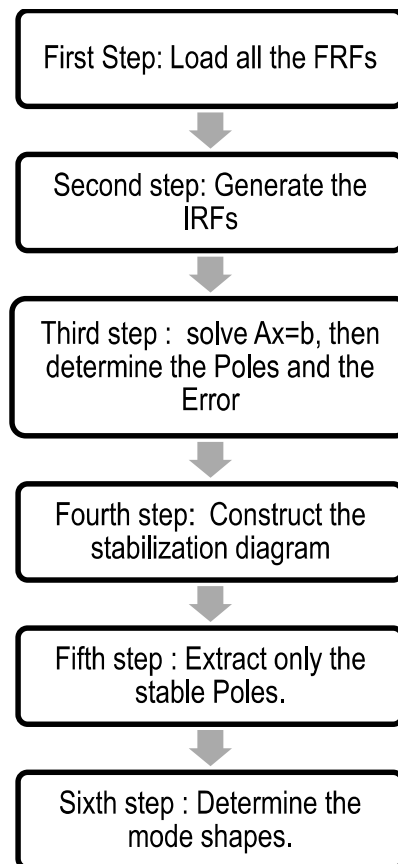 First Step: Load all the FRFs
Second step: Generate the
IRFs
Third step :  solve Ax=b, then
determine the Poles and the
Error
Fourth step:  Construct the
stabilization diagram
Fifth step : Extract only the
stable Poles.
Sixth step : Determine the
mode shapes.